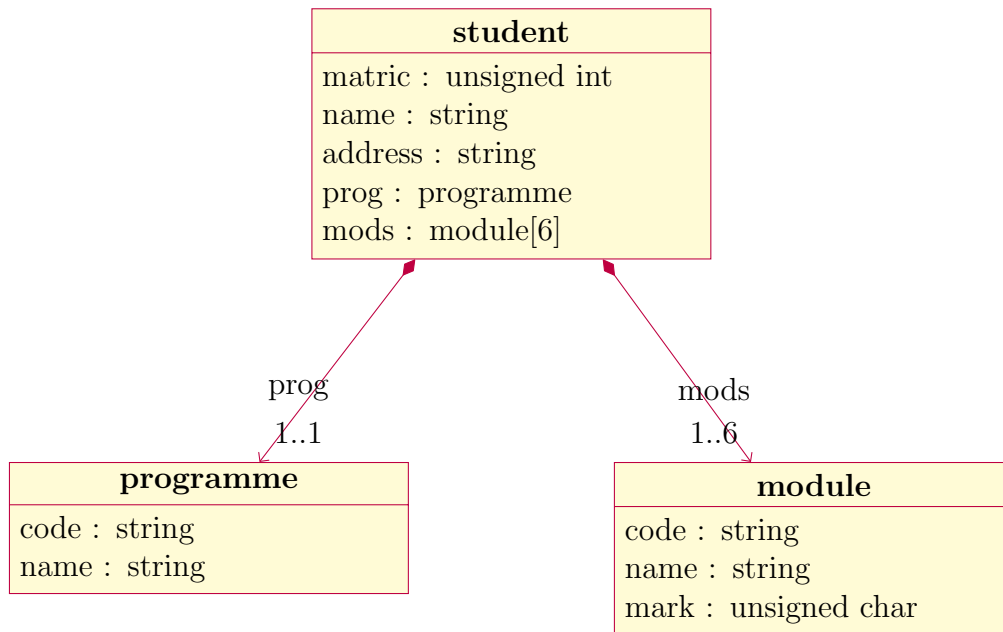 student
matric : unsigned int
name : string
address : string
prog : programme
mods : module[6]
prog
mods
1..1
1..6
programme
code : string
name : string
module
code : string
name : string
mark : unsigned char